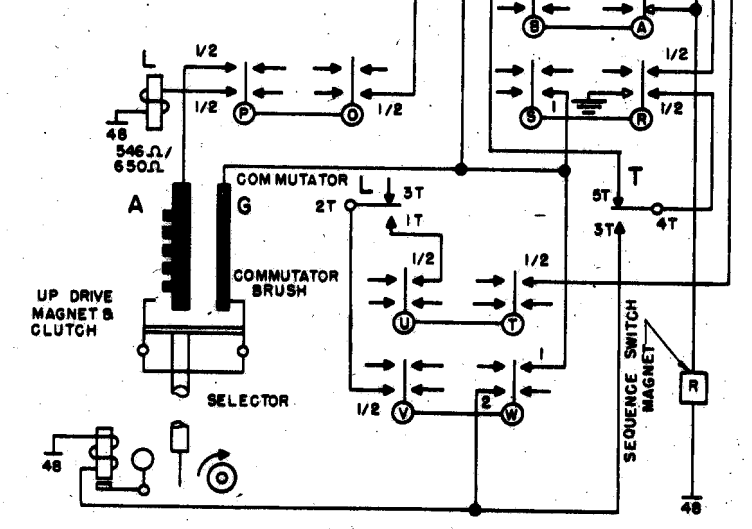 B
A
1/2
1/2
L
1/2
1/2
P
O
1
S
R
1/2
48
546Ω/
650Ω
COMMUTATOR
A
G
L
3T
2T
1T
T
5T
3T
4T
1/2
1/2
COMMUTATOR
BRUSH
UP DRIVE
MAGNET &
CLUTCH
U
T
SEQUENCE SWITCH
MAGNET
R
1
SELECTOR
1/2
V
2
W
48
48